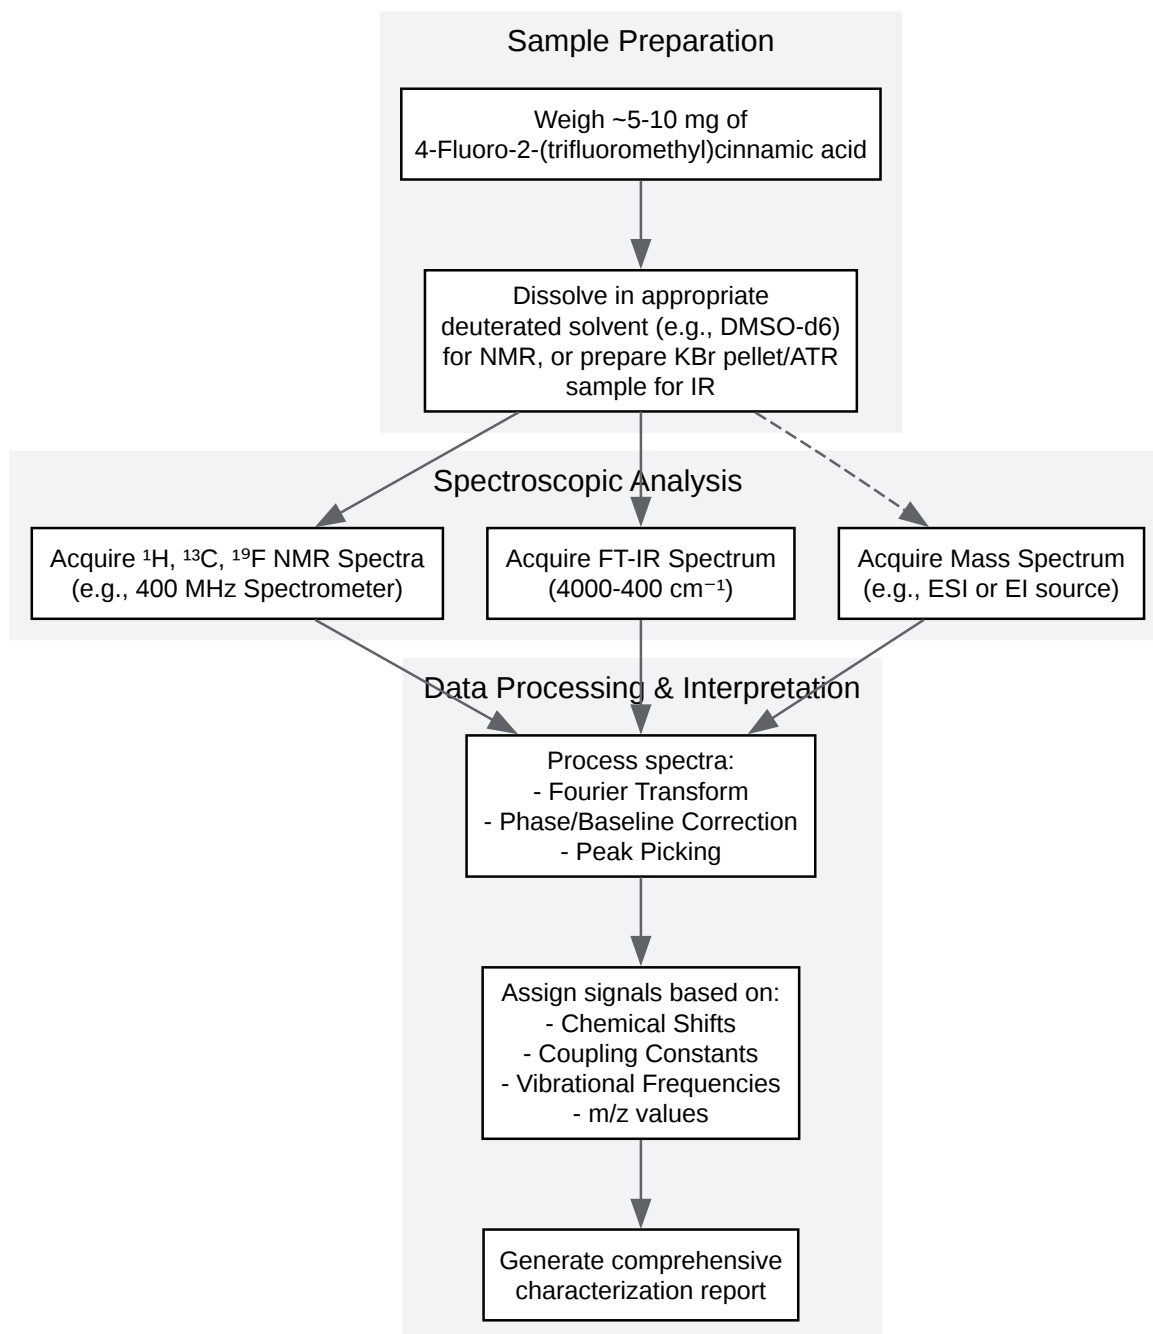 Sample Preparation
Weigh ~5-10 mg of
4-Fluoro-2-(trifluoromethyl)cinnamic acid
Dissolve in appropriate
deuterated solvent (e.g., DMSO-d6)
for NMR, or prepare KBr pellet/ATR
sample for IR
Spectroscopic Analysis
Acquire ¹H, ¹³C, ¹⁹F NMR Spectra
(e.g., 400 MHz Spectrometer)
Acquire FT-IR Spectrum
(4000-400 cm⁻¹)
Acquire Mass Spectrum
(e.g., ESI or EI source)
Data Processing & Interpretation
Process spectra:
- Fourier Transform
- Phase/Baseline Correction
- Peak Picking
Assign signals based on:
- Chemical Shifts
- Coupling Constants
- Vibrational Frequencies
- m/z values
Generate comprehensive
characterization report